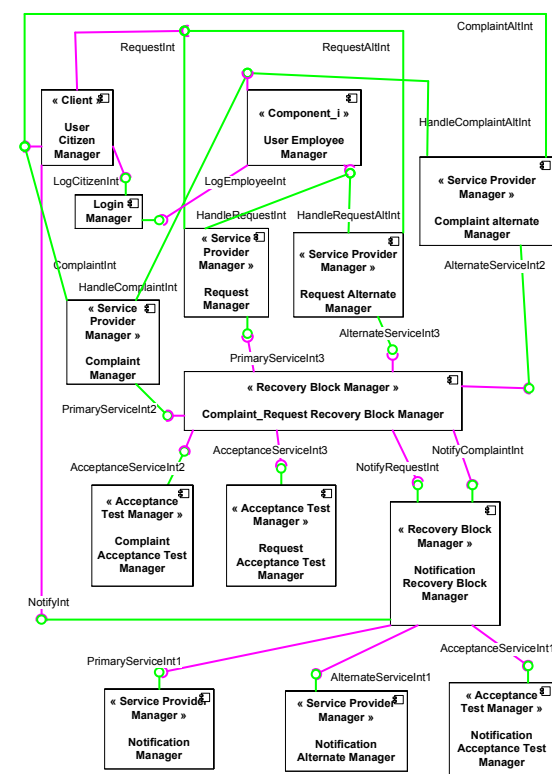 ComplaintAltInt
RequestInt
RequestAltInt
« Client »
User
Citizen
Manager
« Component_i »
User Employee
Manager
HandleComplaintAltInt
LogCitizenInt
LogEmployeeInt
« Service Provider
Manager »
Complaint alternate
Manager
Login
Manager
HandleRequestInt
HandleRequestAltInt
« Service
Provider
Manager »
Request
Manager
« Service Provider
Manager »
Request Alternate
Manager
AlternateServiceInt2
ComplaintInt
HandleComplaintInt
« Service
Provider
Manager »
Complaint
Manager
AlternateServiceInt3
PrimaryServiceInt3
« Recovery Block Manager »
Complaint_Request Recovery Block Manager
PrimaryServiceInt2
AcceptanceServiceInt3
NotifyComplaintInt
AcceptanceServiceInt2
NotifyRequestInt
« Acceptance
Test Manager »
Complaint
Acceptance Test
Manager
« Acceptance Test
Manager »
Request
Acceptance Test
Manager
« Recovery Block
Manager »
Notification
Recovery Block
Manager
NotifyInt
AcceptanceServiceInt1
PrimaryServiceInt1
AlternateServiceInt1
« Service Provider
Manager »
Notification
Manager
« Service Provider
Manager »
Notification
Alternate Manager
« Acceptance
Test Manager »
Notification
Acceptance Test
Manager